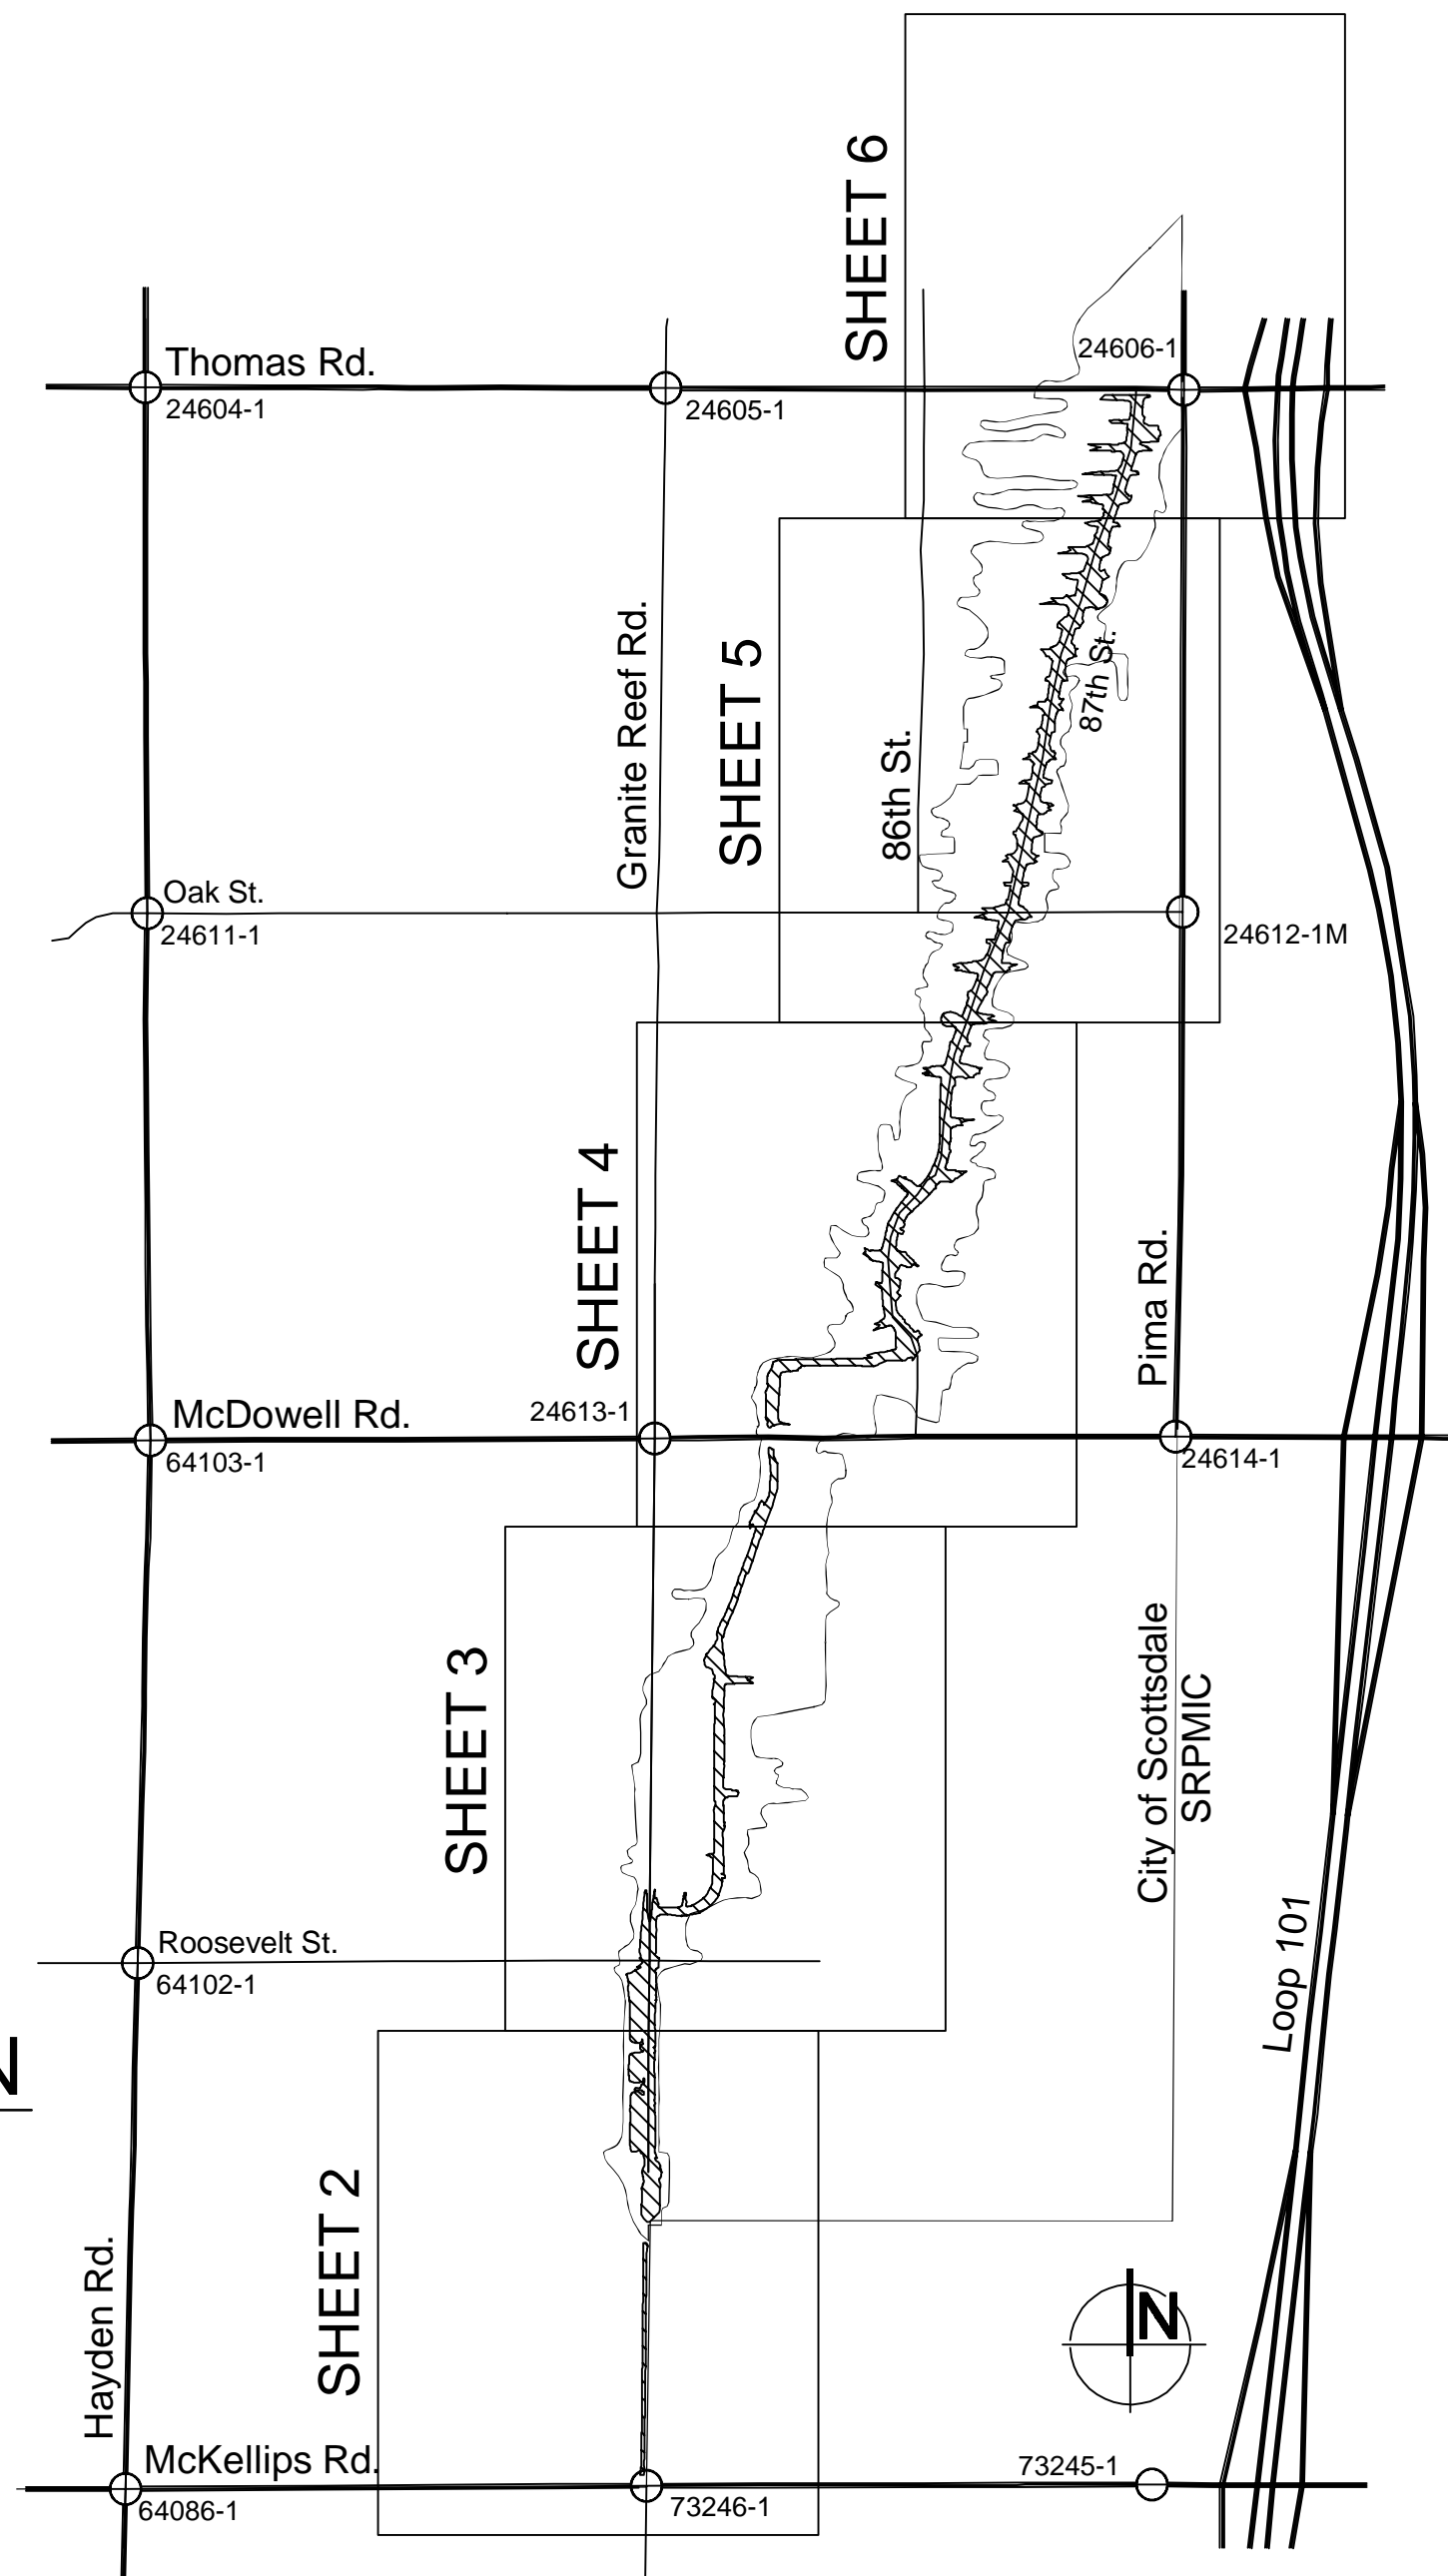 SHEET 6
Thomas Rd.
24604-1
24605-1
24606-1
Granite Reef Rd.
SHEET 5
86th St.
87th St.
Oak St.
24611-1
24612-1M
SHEET 4
Pima Rd.
McDowell Rd.
64103-1
24613-1
24614-1
SHEET 3
City of Scottsdale
SRPMIC
Loop 101
Roosevelt St.
64102-1
N
SHEET 2
Hayden Rd.
N
McKellips Rd.
64086-1
73246-1
73245-1